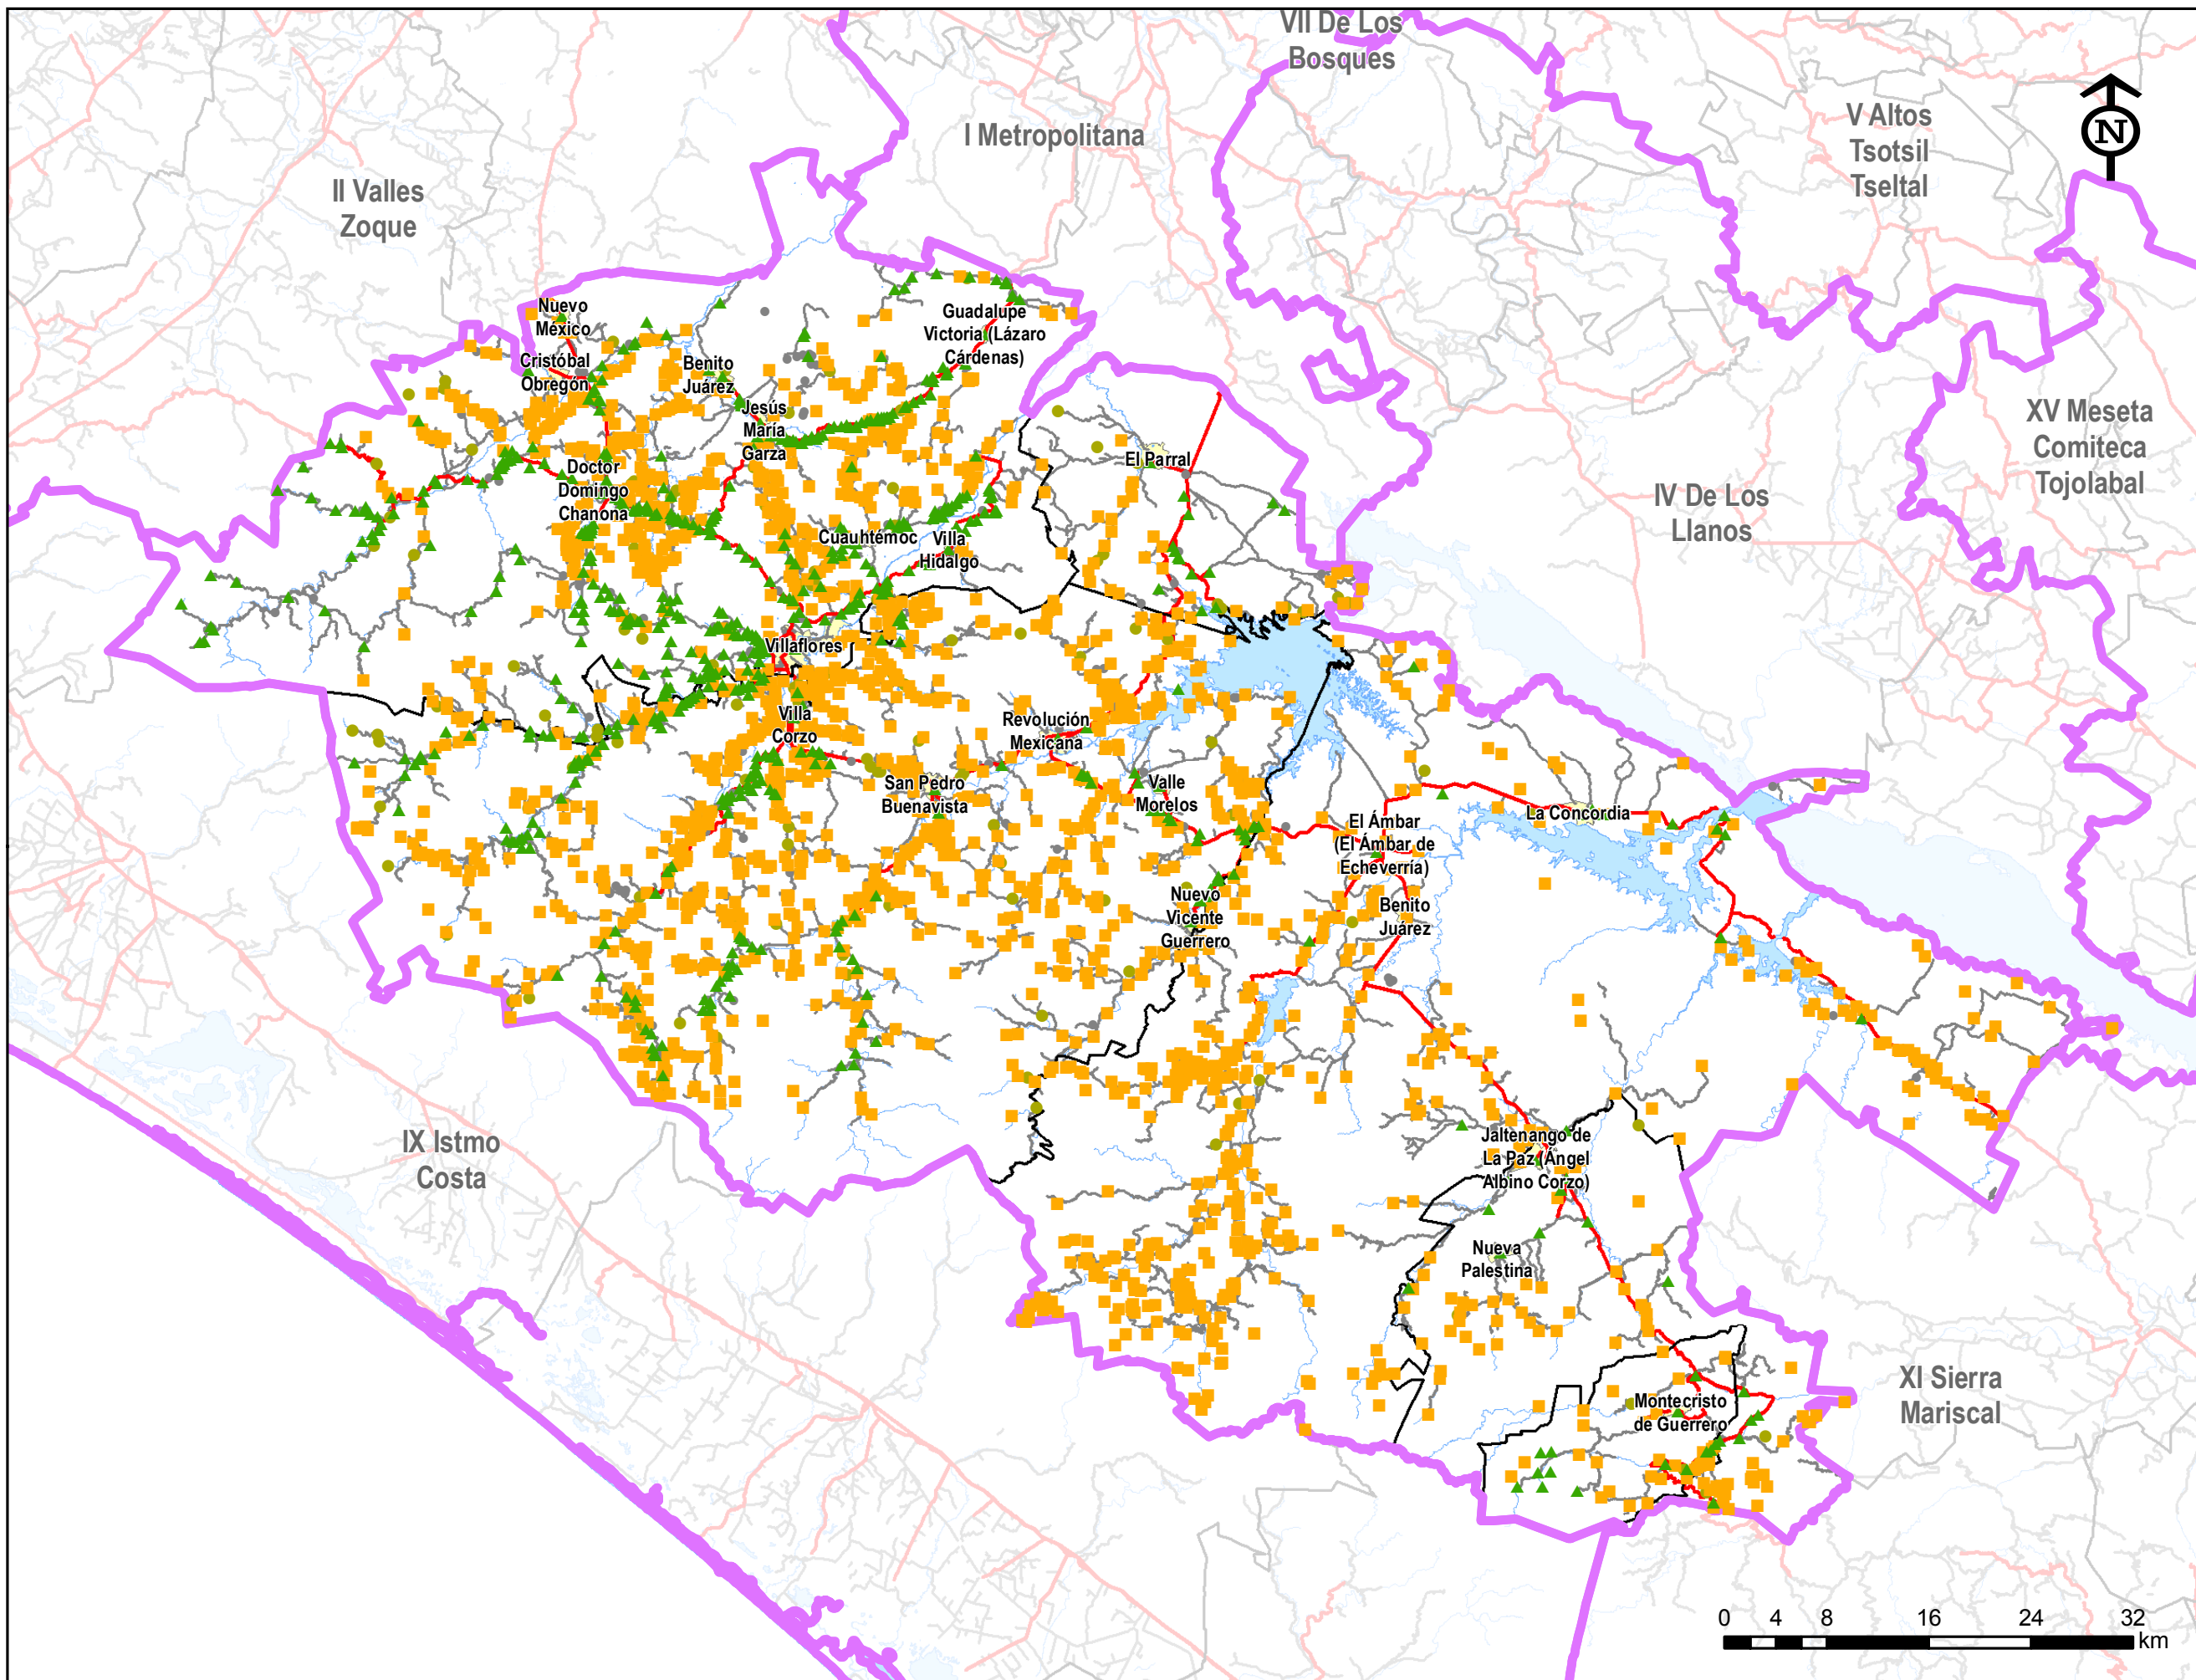 VII De Los
Bosques
I Metropolitana
V Altos
Tsotsil
Tseltal
N
II Valles
Zoque
Nuevo
México
Guadalupe
Victoria (Lázaro
Cárdenas)
Cristóbal
Obregón
Benito
Juárez
Jesús
María
Garza
XV Meseta
Comiteca
Tojolabal
El Parral
Doctor
Domingo
Chanona
IV De Los
Llanos
Cuauhtémoc
Villa
Hidalgo
Villaflores
Villa
Corzo
Revolución
Mexicana
San Pedro
Buenavista
Valle
Morelos
La Concordia
El Ámbar
(El Ámbar de
Echeverría)
Nuevo
Vicente
Guerrero
Benito
Juárez
IX Istmo
Costa
Jaltenango de
La Paz (Ángel
Albino Corzo)
Nueva
Palestina
Montecristo
de Guerrero
XI Sierra
Mariscal
0 4 8 16 24 32
km